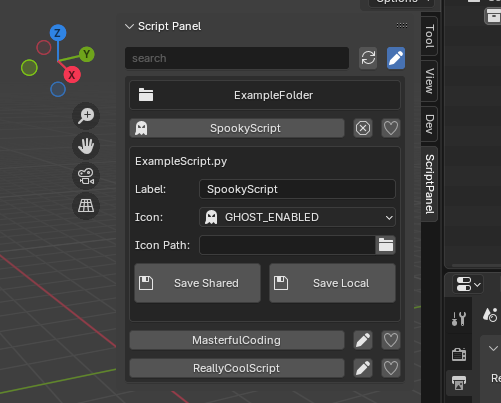 Options
Script Panel
search
ExampleFolder
SpookyScript
ExampleScript.py
Label: SpookyScript
Icon: GHOST_ENABLED
Icon Path:
Save Shared Save Local
MasterfulCoding
ReallyCoolScript
Z
Y
X
Tool
View
Dev
ScriptPanel
Re